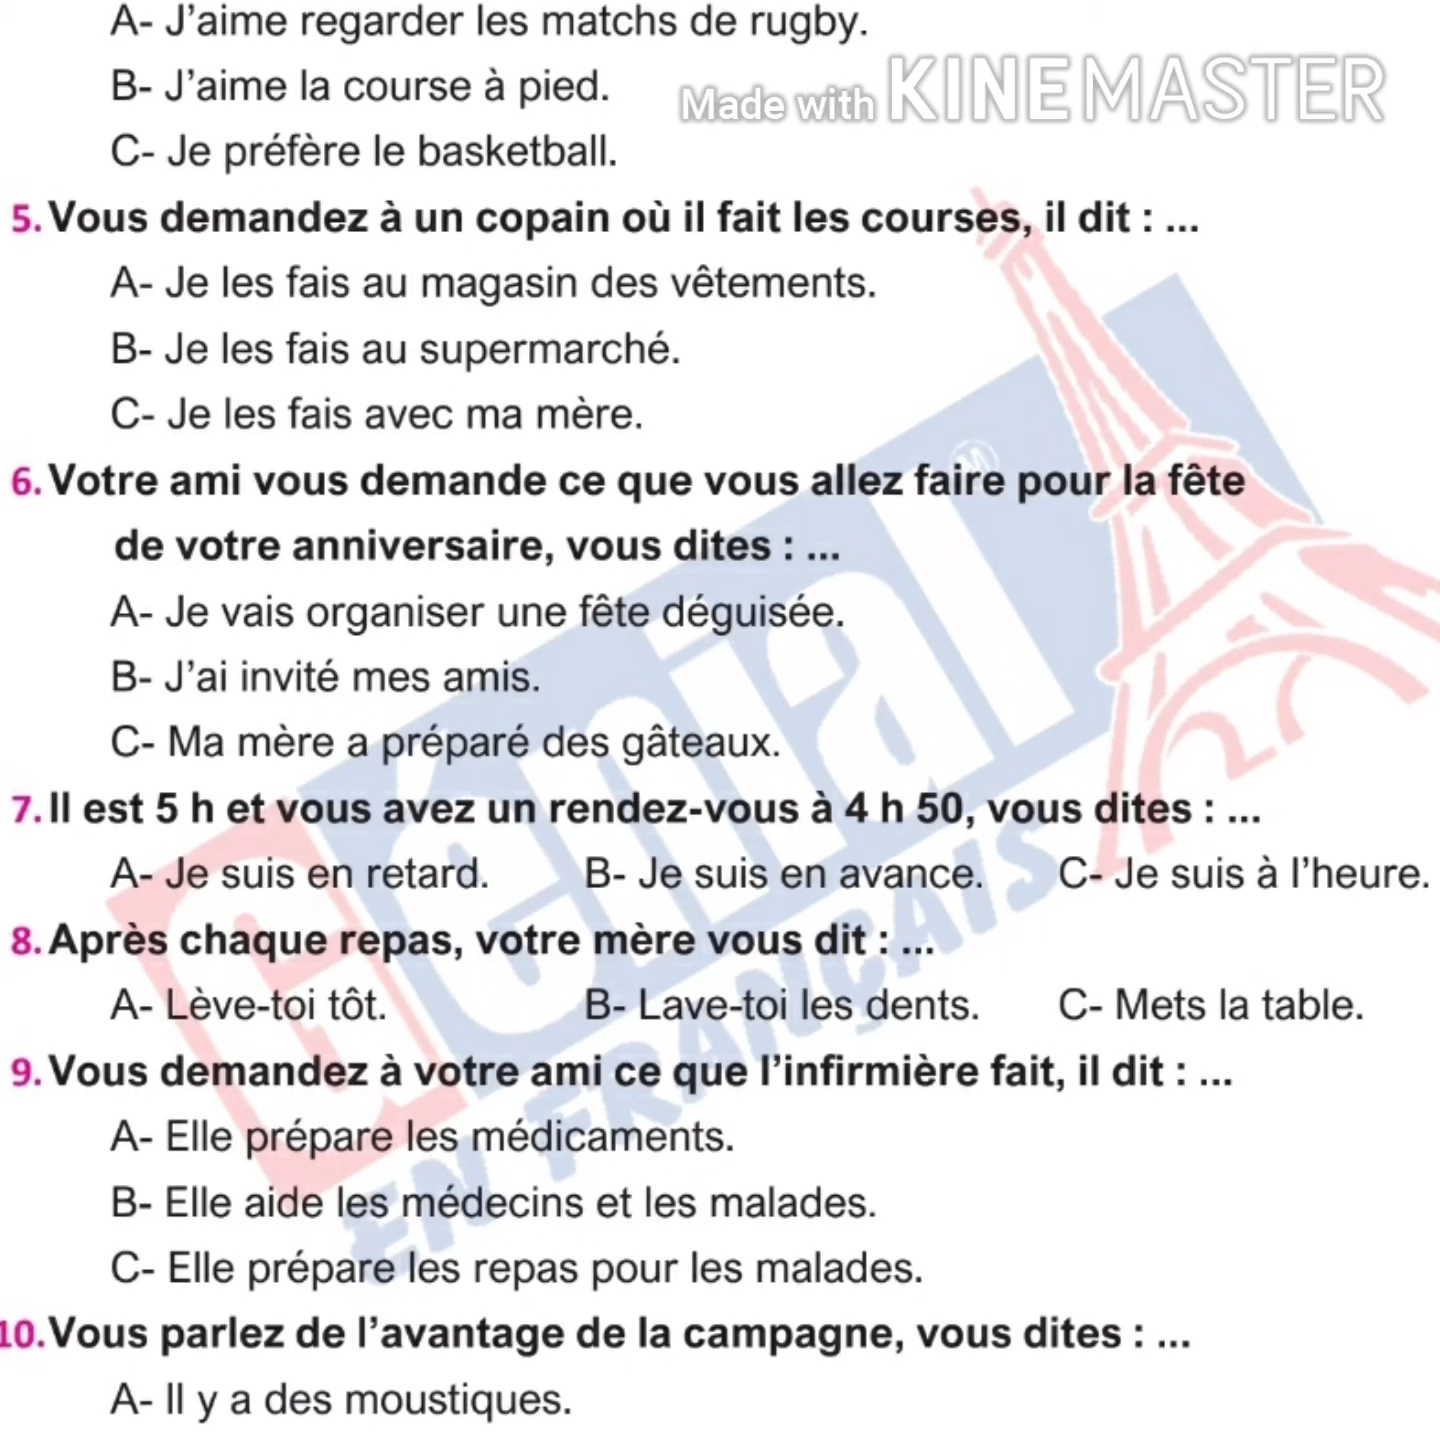 A- J’aime regarder les matchs de rugby.
B- J’aime la course à pied.
Made with KINEMASTER
C- Je préfère le basketball.
5. Vous demandez à un copain où il fait les courses, il dit : ...
A- Je les fais au magasin des vêtements.
B- Je les fais au supermarché.
C- Je les fais avec ma mère.
6. Votre ami vous demande ce que vous allez faire pour la fête
de votre anniversaire, vous dites : ...
A- Je vais organiser une fête déguisée.
B- J’ai invité mes amis.
C- Ma mère a préparé des gâteaux.
7. Il est 5 h et vous avez un rendez-vous à 4 h 50, vous dites : ...
A- Je suis en retard. B- Je suis en avance. C- Je suis à l’heure.
8. Après chaque repas, votre mère vous dit : ...
A- Lève-toi tôt. B- Lave-toi les dents. C- Mets la table.
9. Vous demandez à votre ami ce que l’infirmière fait, il dit : ...
A- Elle prépare les médicaments.
B- Elle aide les médecins et les malades.
C- Elle prépare les repas pour les malades.
10. Vous parlez de l’avantage de la campagne, vous dites : ...
A- Il y a des moustiques.
Génial
EN FRANÇAIS